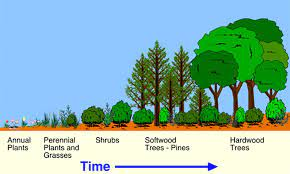 Annual
Plants
Perennial
Plants and
Grasses
Shrubs
Softwood
Trees - Pines
Hardwood
Trees
Time